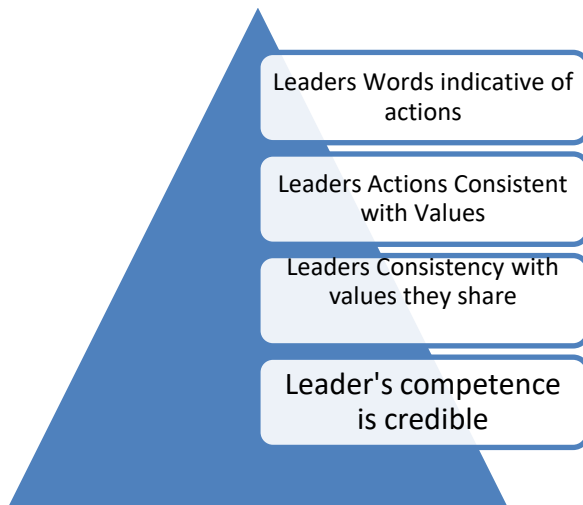 Leaders Words indicative of
actions
Leaders Actions Consistent
with Values
Leaders Consistency with
values they share
Leader's competence
is credible